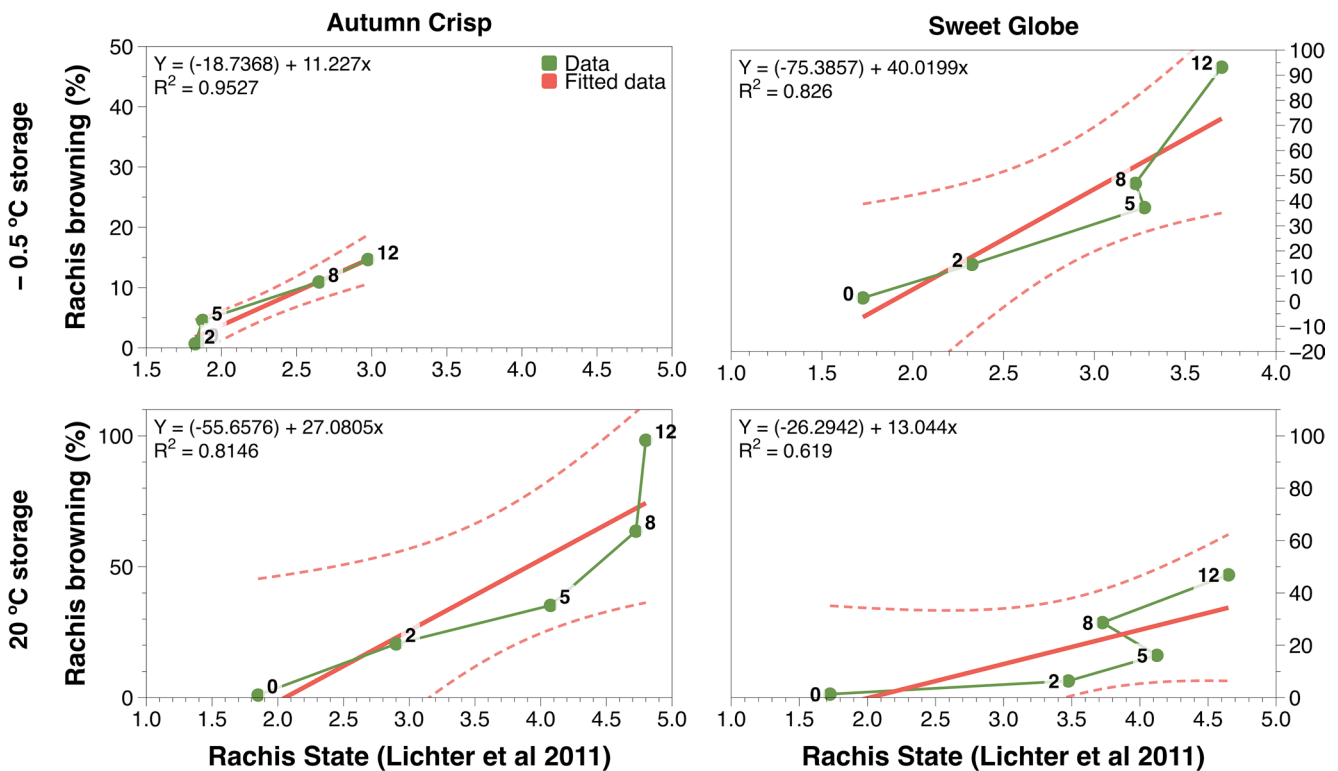 Autumn Crisp
Sweet Globe
– 0.5 ºC storage
Rachis browning (%)
50
40
30
20
10
0
Y = (-18.7368) + 11.227x
R² = 0.9527
Data
Fitted data
2
5
8
12
1.5 2.0 2.5 3.0 3.5 4.0 4.5 5.0
Y = (-75.3857) + 40.0199x
R² = 0.826
0
2
5
8
12
100
90
80
70
60
50
40
30
20
10
0
−10
−20
1.0 1.5 2.0 2.5 3.0 3.5 4.0
20 ºC storage
Rachis browning (%)
100
50
0
Y = (-55.6576) + 27.0805x
R² = 0.8146
0
2
5
8
12
1.0 1.5 2.0 2.5 3.0 3.5 4.0 4.5 5.0
Rachis State (Lichter et al 2011)
Y = (-26.2942) + 13.044x
R² = 0.619
0
2
5
8
12
100
80
60
40
20
0
1.0 1.5 2.0 2.5 3.0 3.5 4.0 4.5 5.0
Rachis State (Lichter et al 2011)